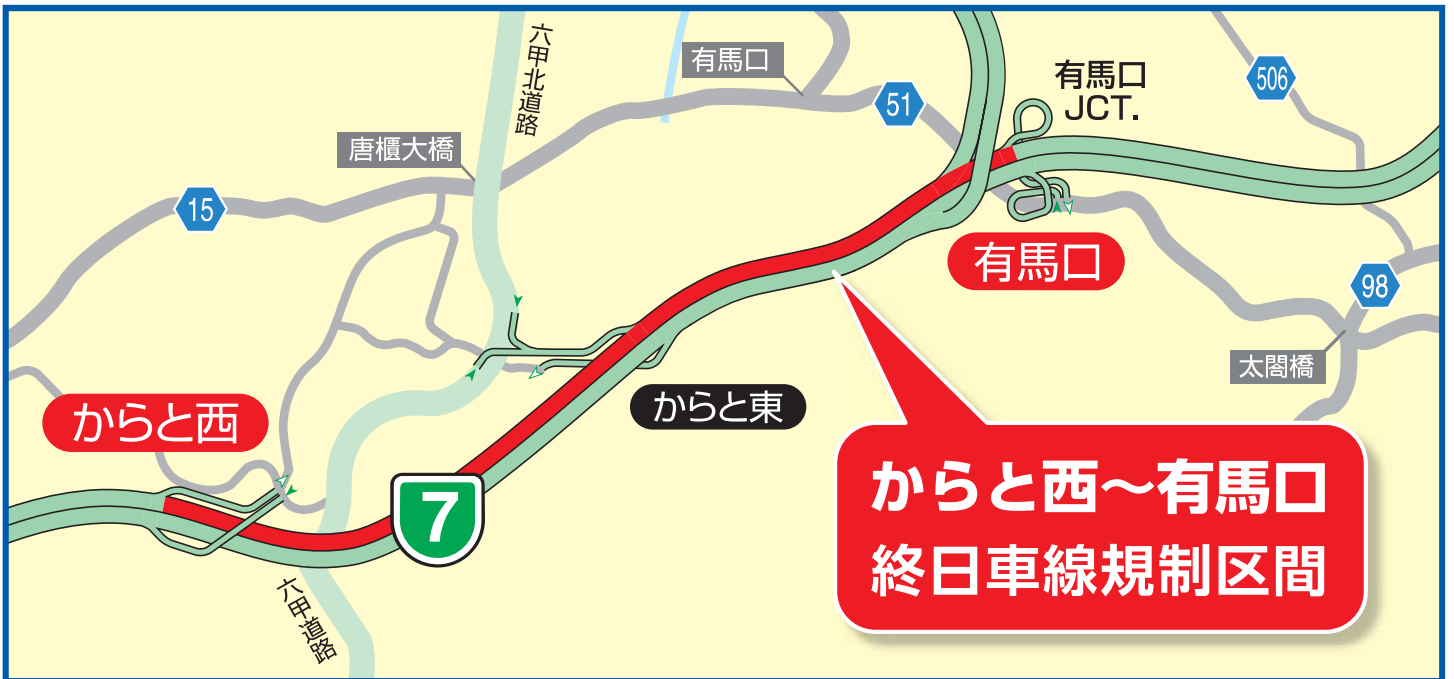 六甲北道路
有馬口
51
有馬口
JCT.
506
唐櫃大橋
15
有馬口
98
太閤橋
からと東
からと西
7
からと西〜有馬口
終日車線規制区間
六甲道路